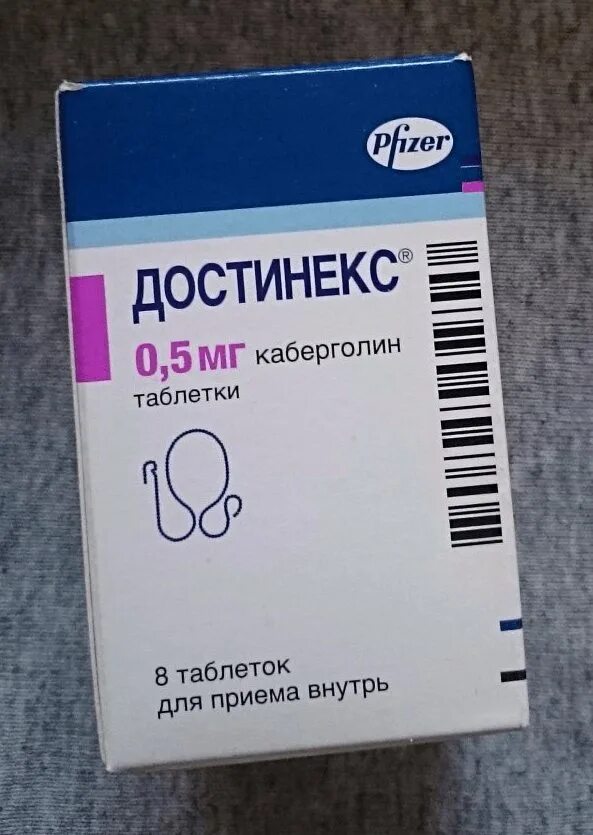 Pfizer
ДОСТИНЕКС®
0,5 мг каберголин
таблетки
8 таблеток
для приема внутрь